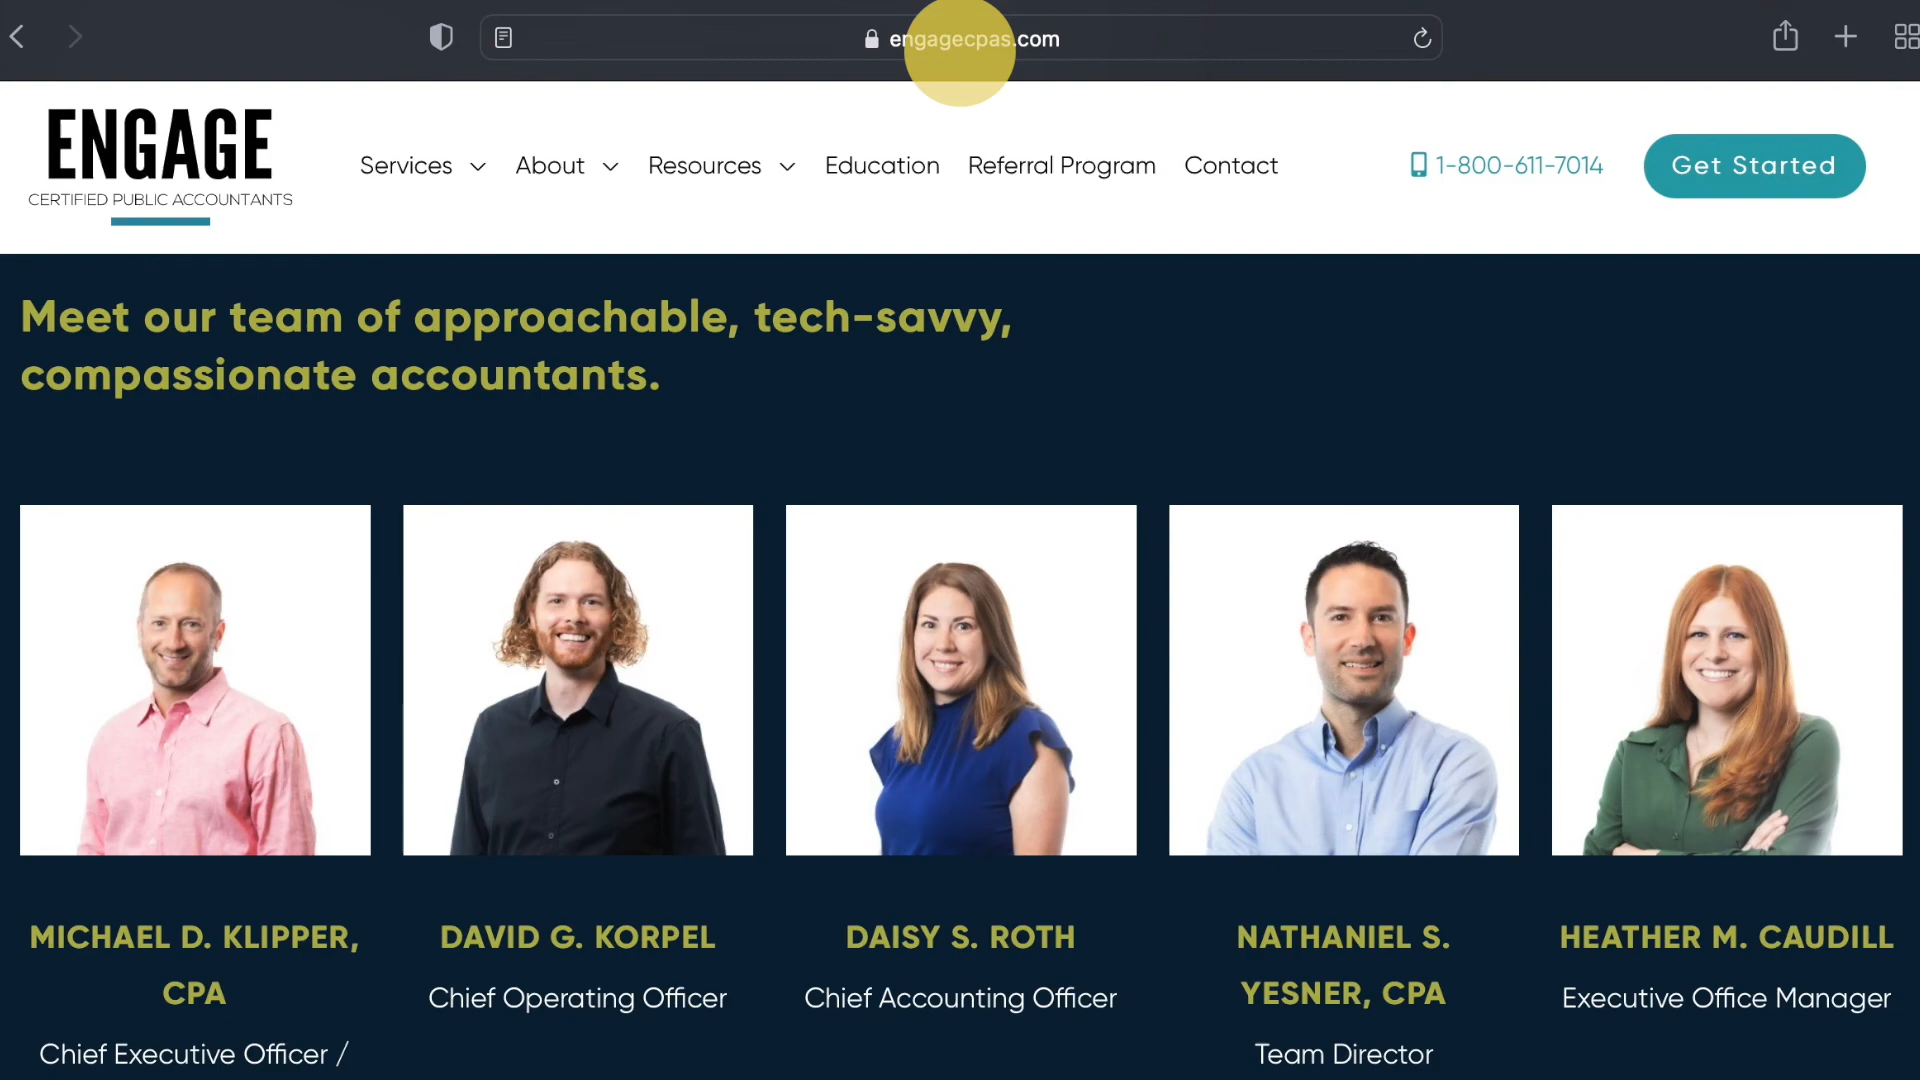 engagecpas.com
ENGAGE
CERTIFIED PUBLIC ACCOUNTANTS
Services About Resources Education Referral Program Contact 1-800-611-7014 Get Started
Meet our team of approachable, tech-savvy,
compassionate accountants.
MICHAEL D. KLIPPER,
CPA
Chief Executive Officer /
DAVID G. KORPEL
Chief Operating Officer
DAISY S. ROTH
Chief Accounting Officer
NATHANIEL S.
YESNER, CPA
Team Director
HEATHER M. CAUDILL
Executive Office Manager